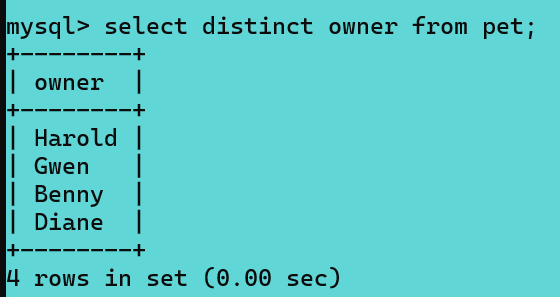 mysql> select distinct owner from pet;
+--------+
| owner  |
+--------+
| Harold |
| Gwen   |
| Benny  |
| Diane  |
+--------+
4 rows in set (0.00 sec)